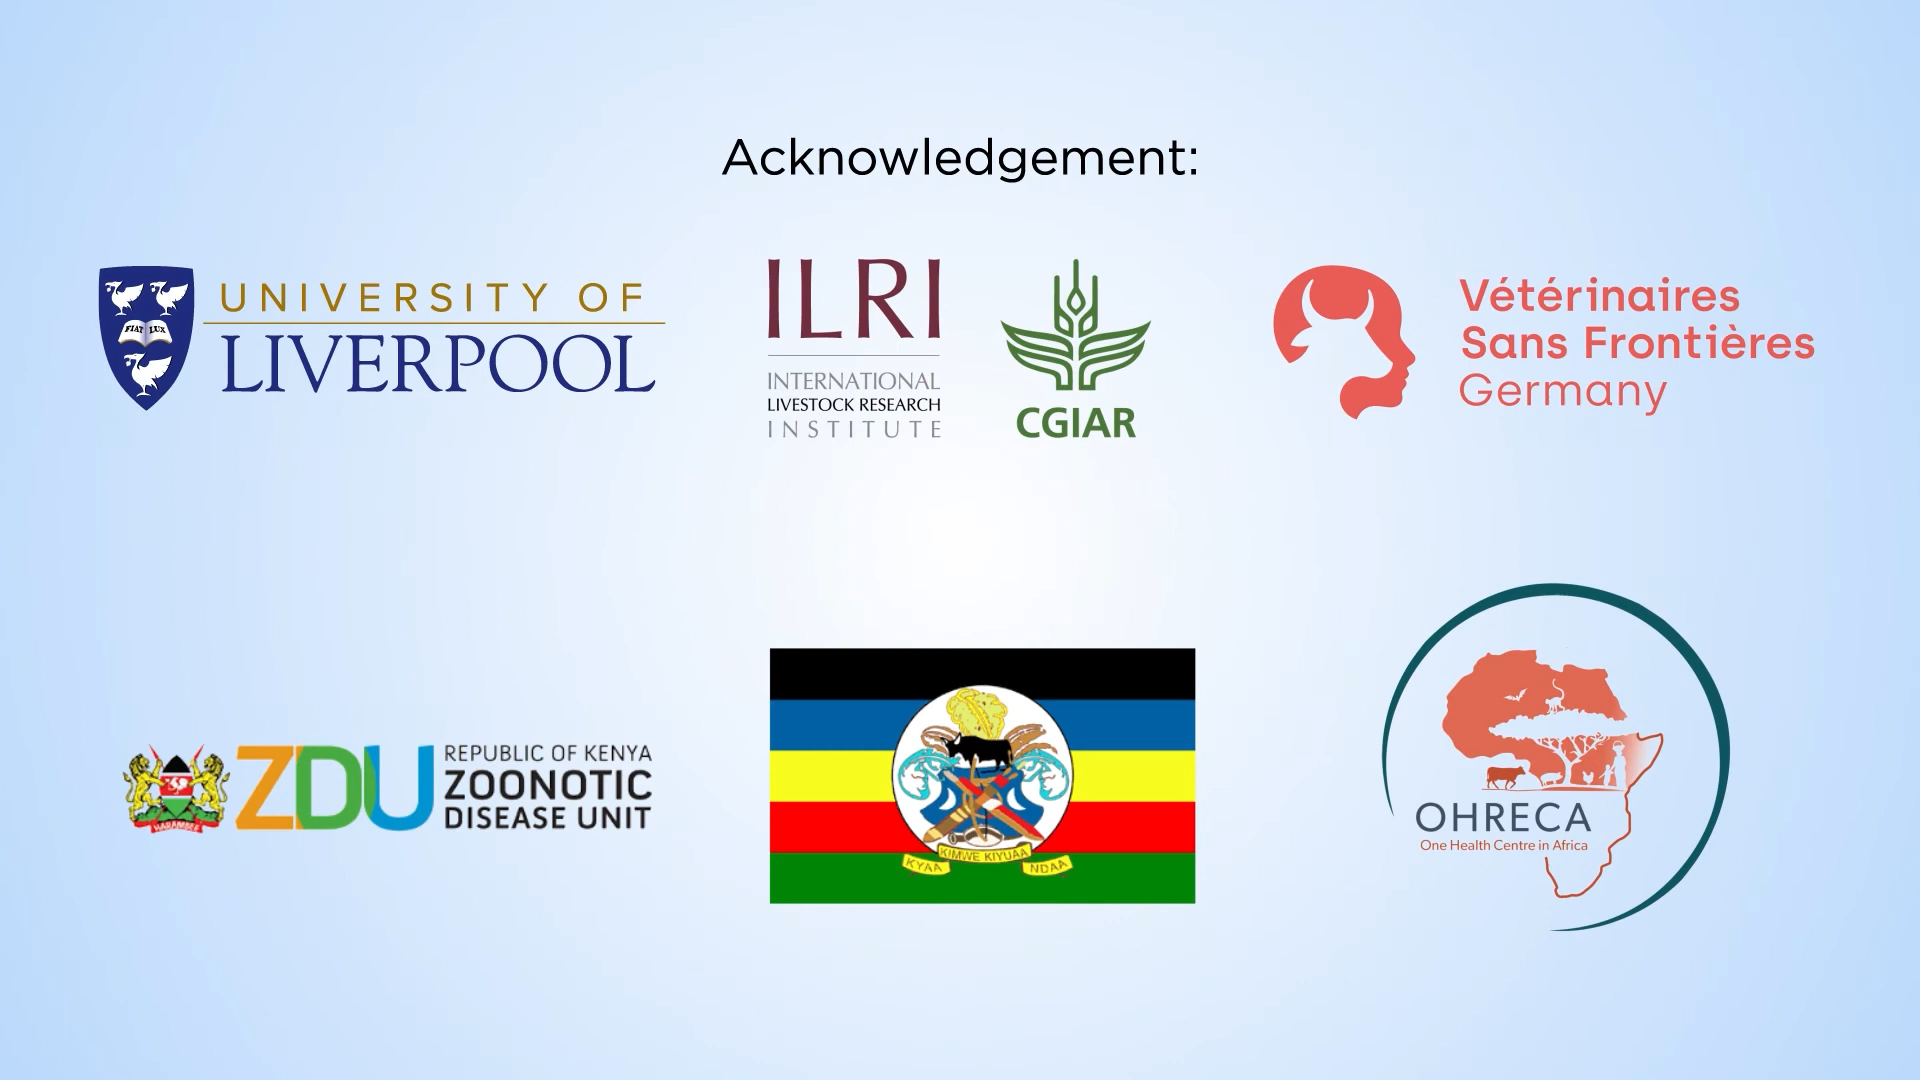 Acknowledgement:
UNIVERSITY OF
LIVERPOOL
FIAT LUX
ILRI
INTERNATIONAL
LIVESTOCK RESEARCH
INSTITUTE
CGIAR
Vétérinaires
Sans Frontières
Germany
HARAMBEE
ZDU
REPUBLIC OF KENYA
ZOONOTIC
DISEASE UNIT
KYAA KIMWE KIYUAA NDAA
OHRECA
One Health Centre in Africa